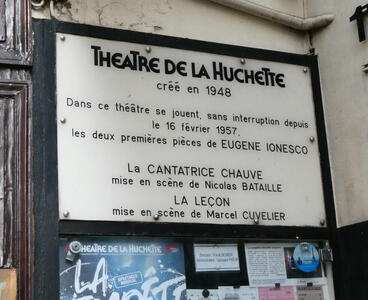 THEATRE DE LA HUCHETTE
créé en 1948
Dans ce théâtre se jouent, sans interruption depuis
le 16 février 1957,
les deux premières pièces de EUGENE IONESCO
LA CANTATRICE CHAUVE
mise en scène de Nicolas BATAILLE
LA LEÇON
mise en scène de Marcel CUVELIER
THEATRE DE LA HUCHETTE
LA